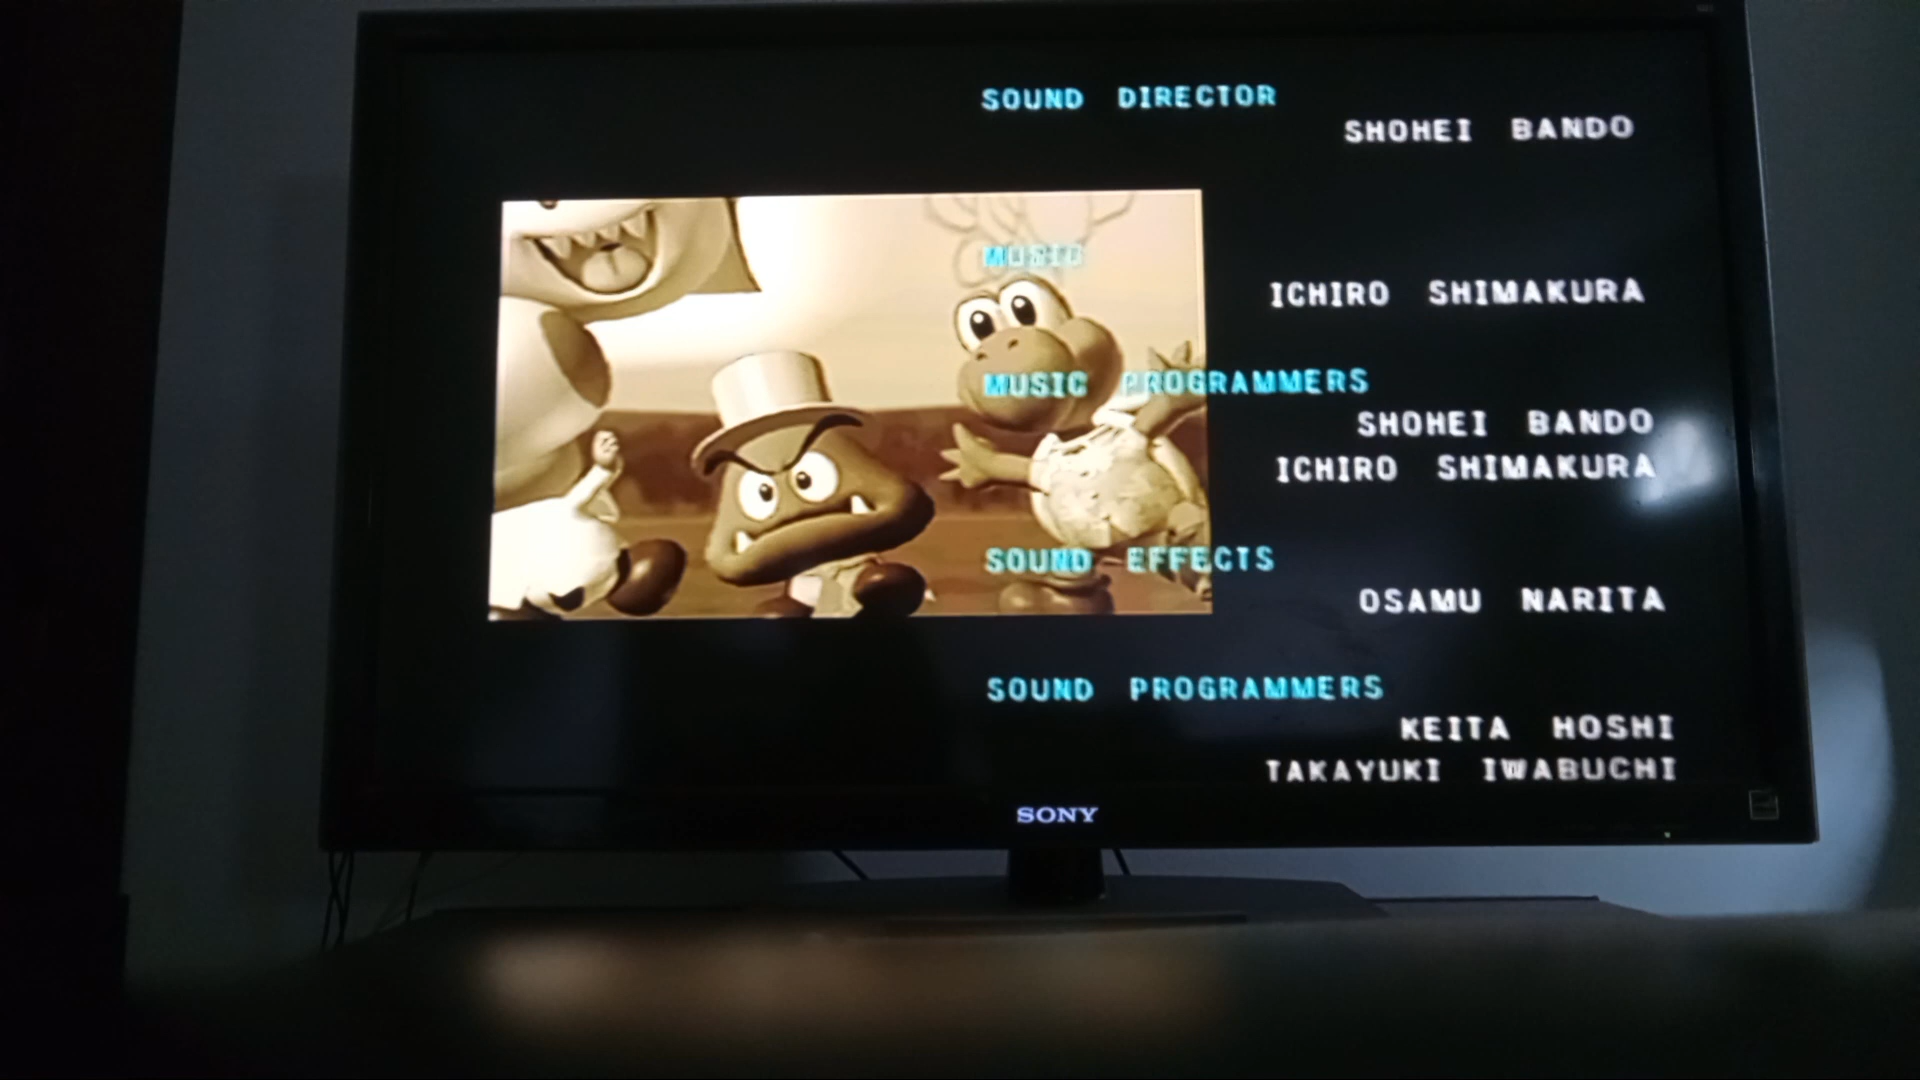 SOUND DIRECTOR
SHOHEI BANDO
MUSIC
ICHIRO SHIMAKURA
MUSIC PROGRAMMERS
SHOHEI BANDO
ICHIRO SHIMAKURA
SOUND EFFECTS
OSAMU NARITA
SOUND PROGRAMMERS
KEITA HOSHI
TAKAYUKI IWABUCHI
SONY